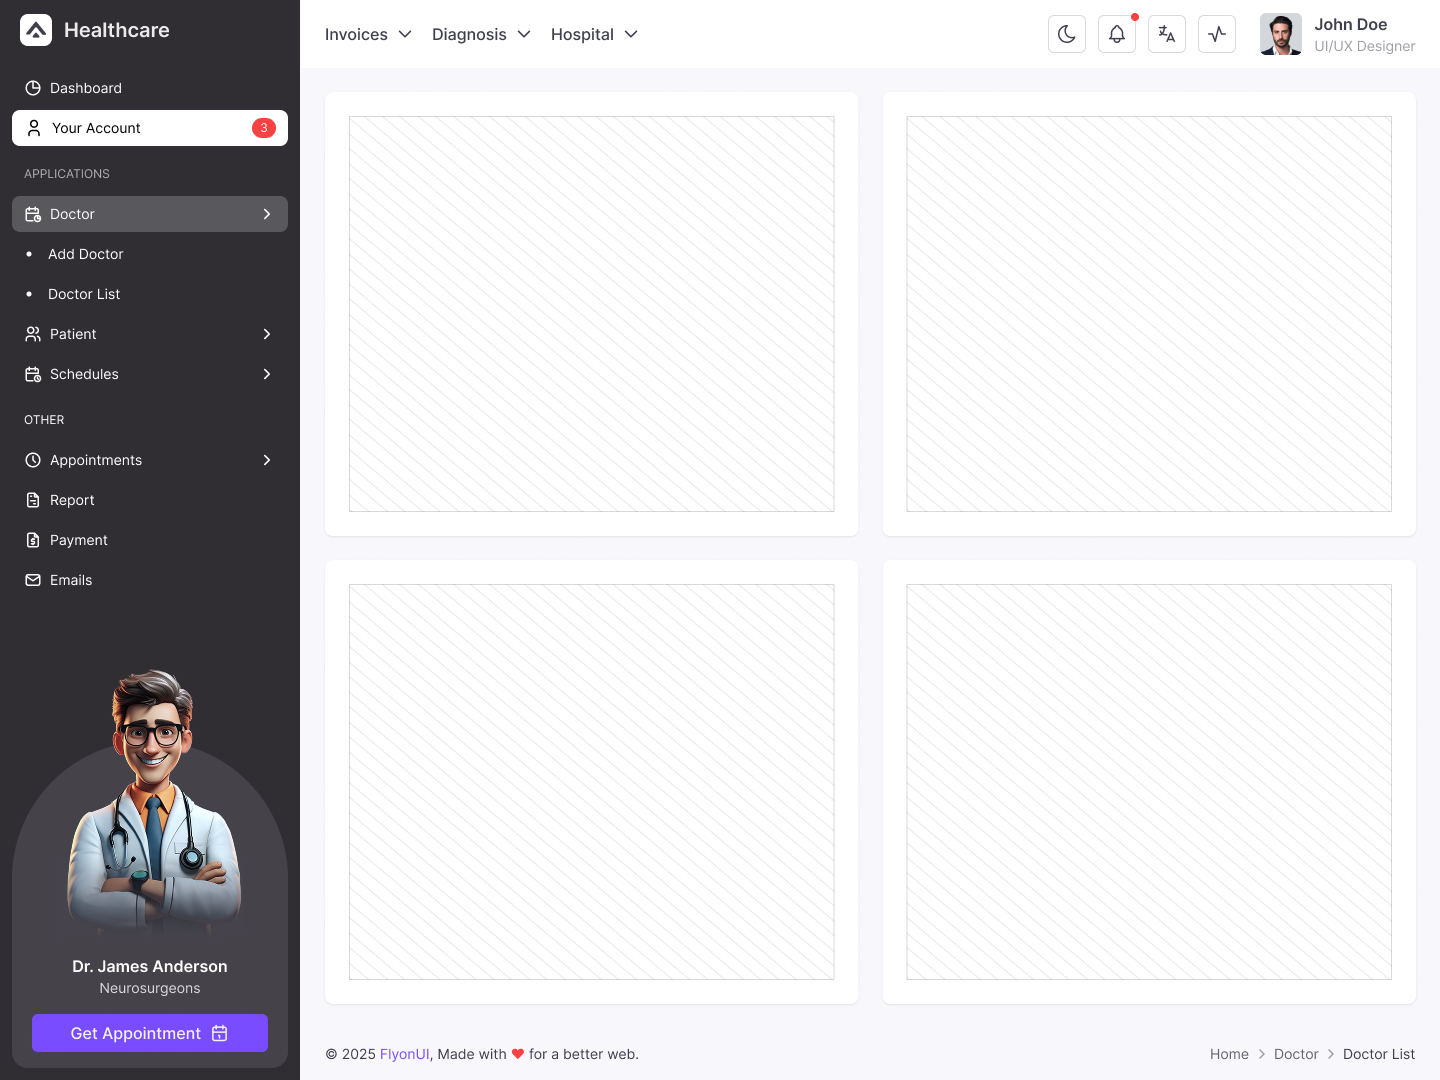 Healthcare
Dashboard
Your Account 3
APPLICATIONS
Doctor
Add Doctor
Doctor List
Patient
Schedules
OTHER
Appointments
Report
Payment
Emails
Dr. James Anderson
Neurosurgeons
Get Appointment
Invoices Diagnosis Hospital
John Doe
UI/UX Designer
© 2025 FlyonUI, Made with ❤ for a better web.
Home > Doctor > Doctor List